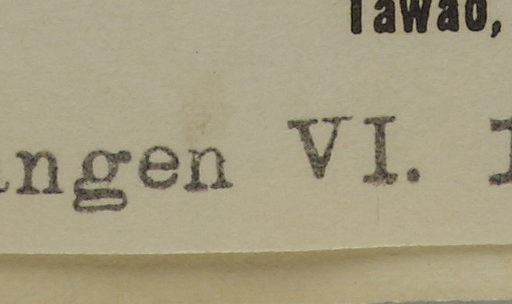 Tawao,
ngen VI.